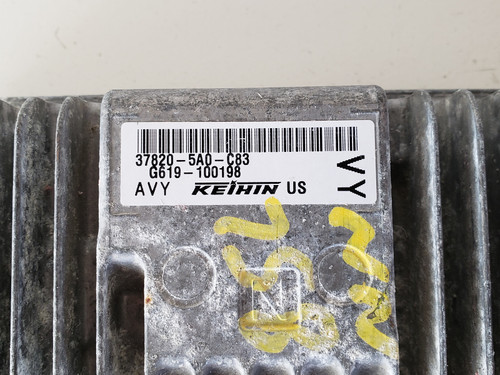 37820-5A0-C83
G619-100198
AVY KEIHIN US
VY
N